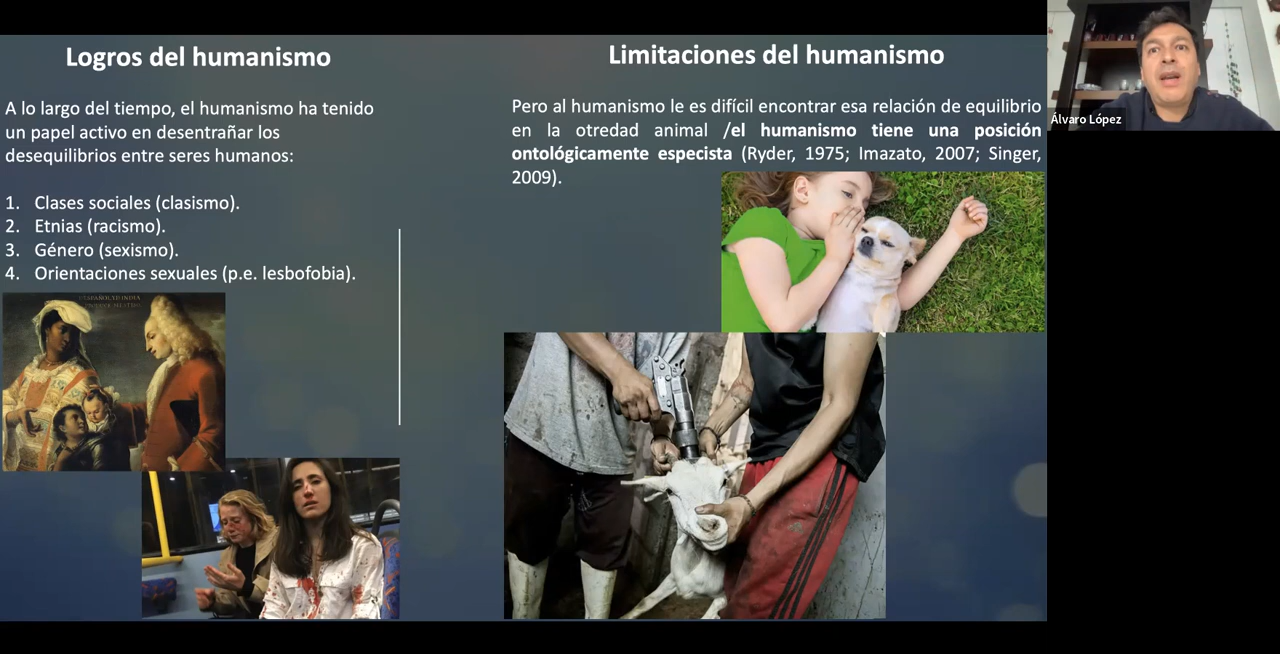 Logros del humanismo
A lo largo del tiempo, el humanismo ha tenido
un papel activo en desentrañar los
desequilibrios entre seres humanos:
1. Clases sociales (clasismo).
2. Etnias (racismo).
3. Género (sexismo).
4. Orientaciones sexuales (p.e. lesbofobia).
Limitaciones del humanismo
Pero al humanismo le es difícil encontrar esa relación de equilibrio
en la otredad animal /el humanismo tiene una posición
ontológicamente especista (Ryder, 1975; Imazato, 2007; Singer,
2009).
Álvaro López